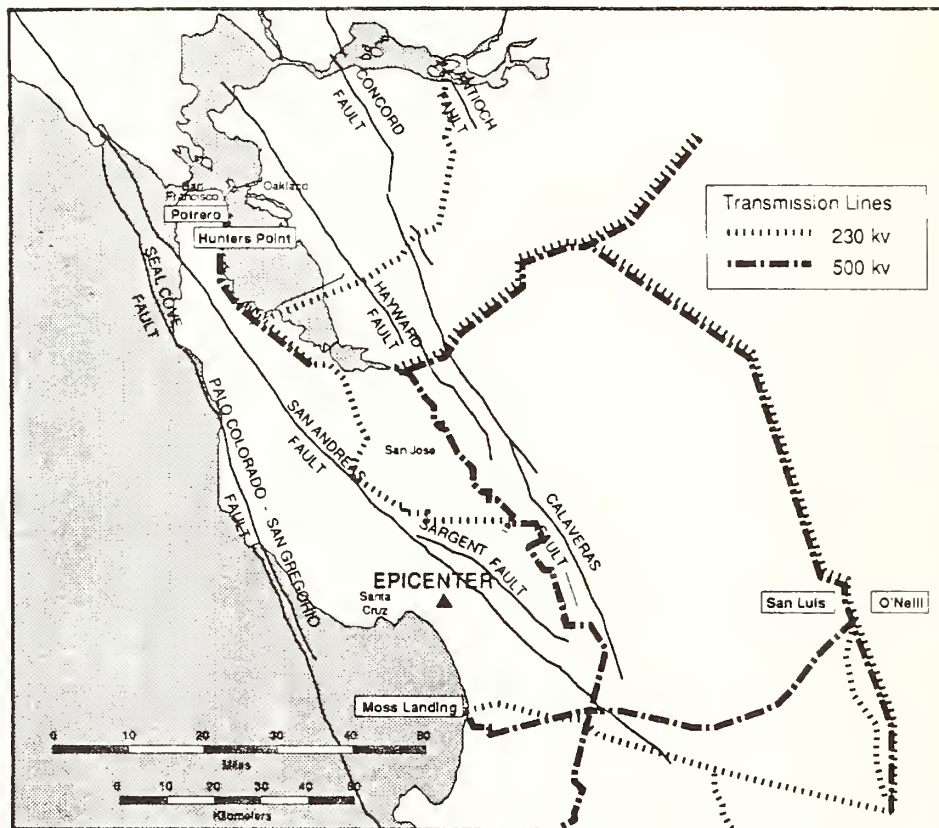 CONCORD
FAULT
ANTIOCH
FAULT
San
Francisco
Oakland
Potrero
Hunters Point
Transmission Lines
230 kv
500 kv
SEAL COVE
FAULT
HAYWARD
FAULT
PALO COLORADO - SAN GREGORIO
FAULT
SAN ANDREAS
FAULT
San Jose
CALAVERAS
FAULT
SARGENT FAULT
EPICENTER
Santa
Cruz
San Luis
O'Neill
Moss Landing
0 10 20 30 40 60
Miles
0 10 20 30 40 50
Kilometers